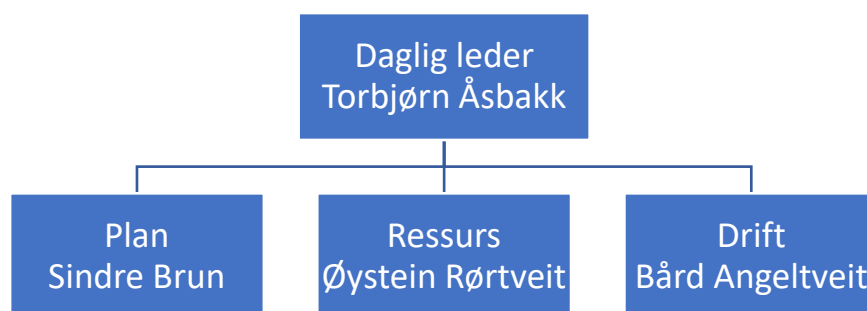 Daglig leder
Torbjørn Åsbakk
Plan
Sindre Brun
Ressurs
Øystein Rørtveit
Drift
Bård Angeltveit